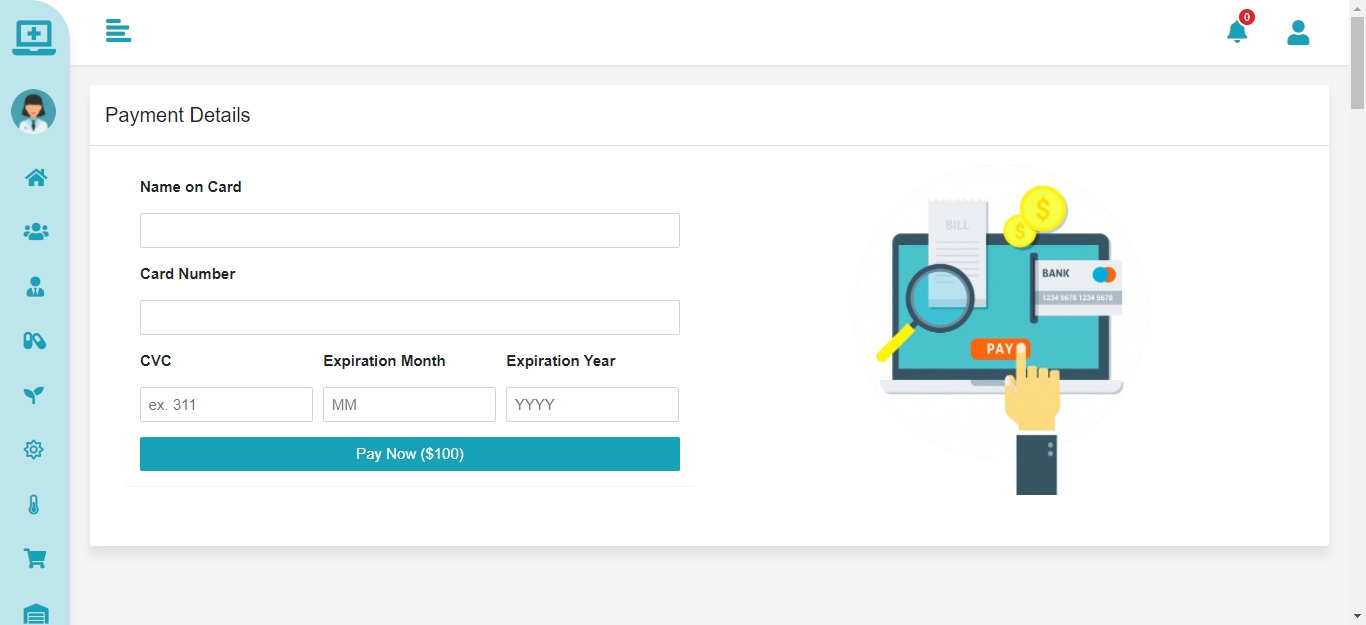 0
Payment Details
Name on Card
Card Number
CVC Expiration Month Expiration Year
ex. 311 MM YYYY
Pay Now ($100)
BILL
$
$
BANK
1234 5678 1234 5678
PAY